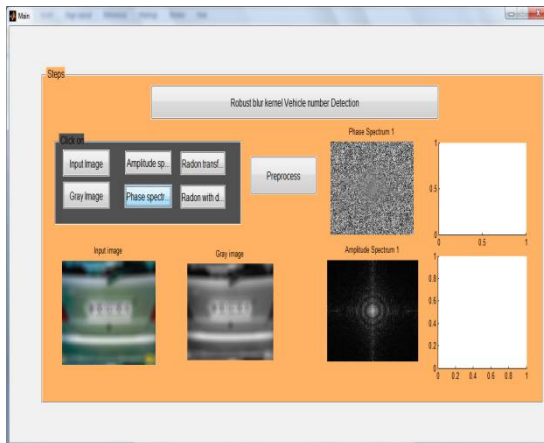 Main
Steps
Robust blur kernel Vehicle number Detection
Click on
Input Image
Amplitude sp...
Radon transf...
Gray Image
Phase spectr...
Radon with d...
Preprocess
Phase Spectrum 1
1
0.5
0
0 0.5 1
Input image
Gray image
Amplitude Spectrum 1
1
0.8
0.6
0.4
0.2
0
0 0.2 0.4 0.6 0.8 1